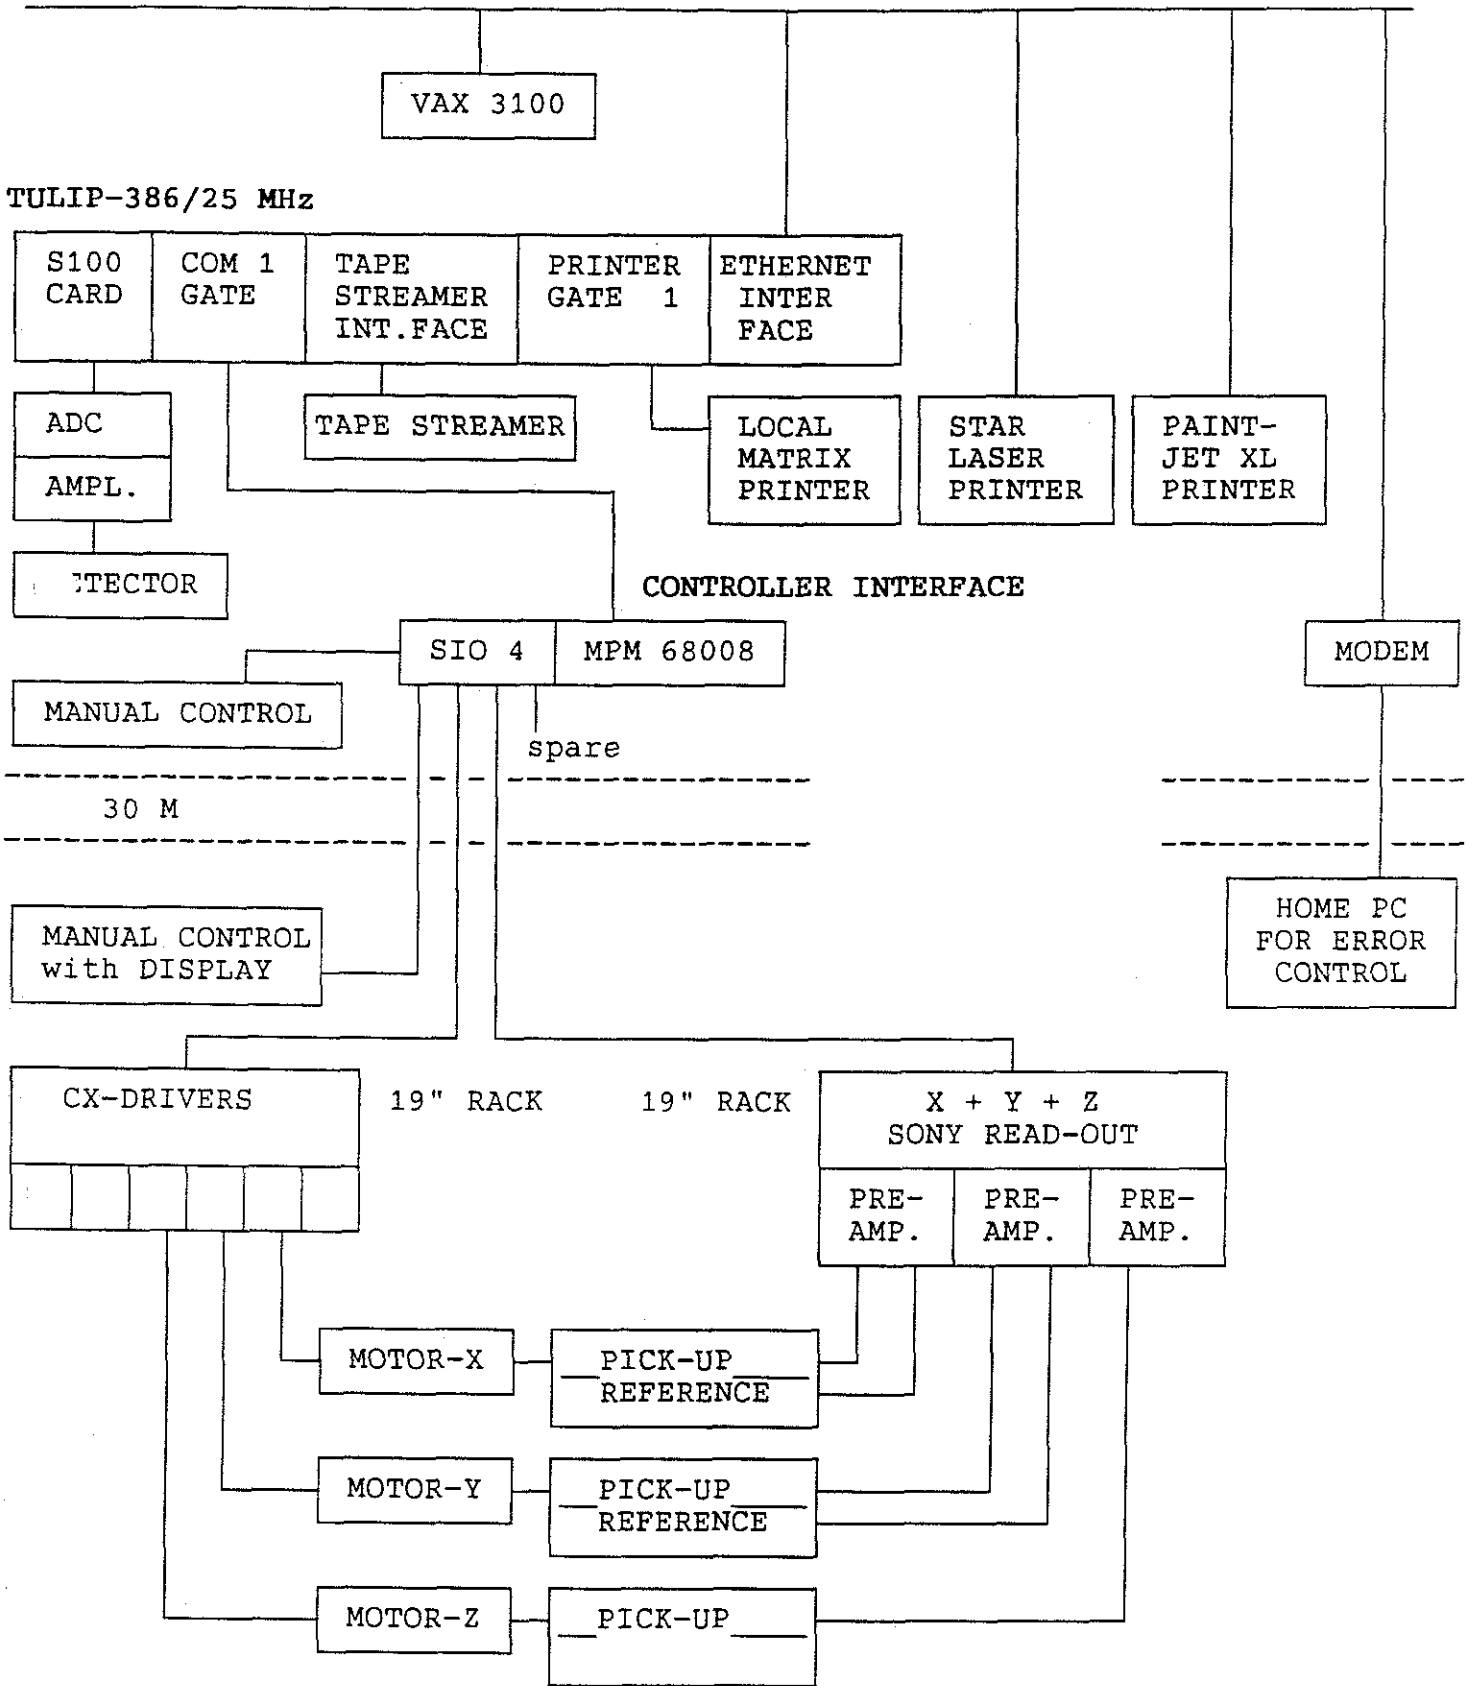 VAX 3100
TULIP-386/25 MHz
S100
CARD
COM 1
GATE
TAPE
STREAMER
INT.FACE
PRINTER
GATE 1
ETHERNET
INTER
FACE
ADC
AMPL.
TAPE STREAMER
LOCAL
MATRIX
PRINTER
STAR
LASER
PRINTER
PAINT-
JET XL
PRINTER
TECTOR
CONTROLLER INTERFACE
SIO 4
MPM 68008
MODEM
MANUAL CONTROL
spare
30 M
MANUAL CONTROL
with DISPLAY
HOME PC
FOR ERROR
CONTROL
CX-DRIVERS
19" RACK
19" RACK
X + Y + Z
SONY READ-OUT
PRE-
AMP.
PRE-
AMP.
PRE-
AMP.
MOTOR-X
PICK-UP
REFERENCE
MOTOR-Y
PICK-UP
REFERENCE
MOTOR-Z
PICK-UP